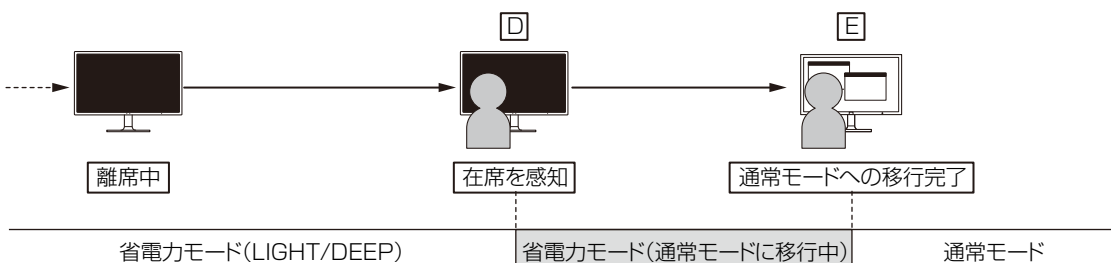 D
E
離席中
在席を感知
通常モードへの移行完了
省電力モード(LIGHT/DEEP)
省電力モード(通常モードに移行中)
通常モード